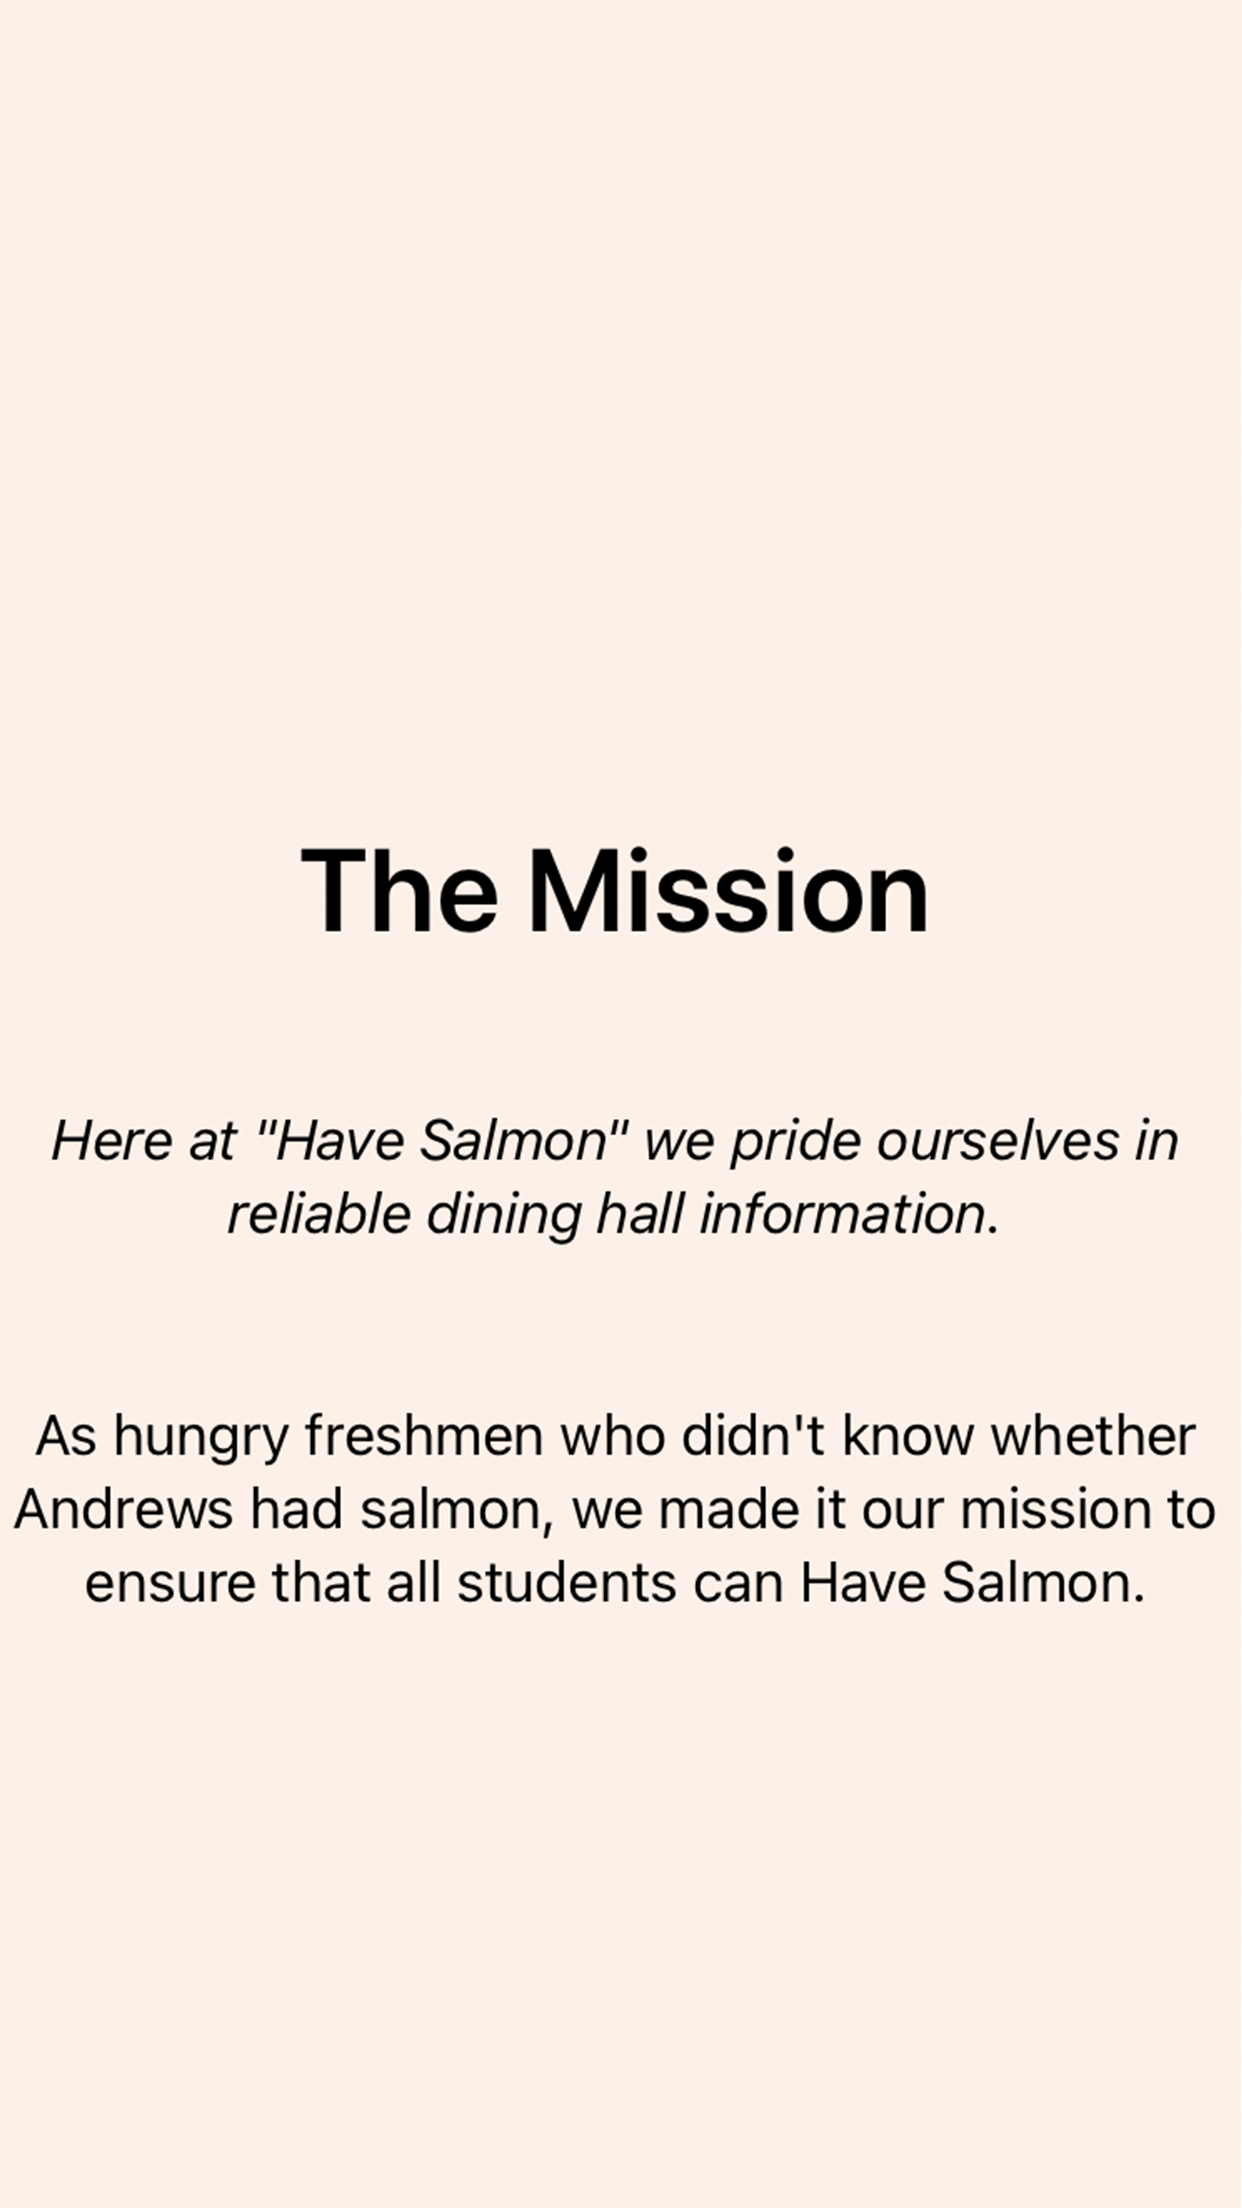 The Mission
Here at "Have Salmon" we pride ourselves in
reliable dining hall information.
As hungry freshmen who didn't know whether
Andrews had salmon, we made it our mission to
ensure that all students can Have Salmon.